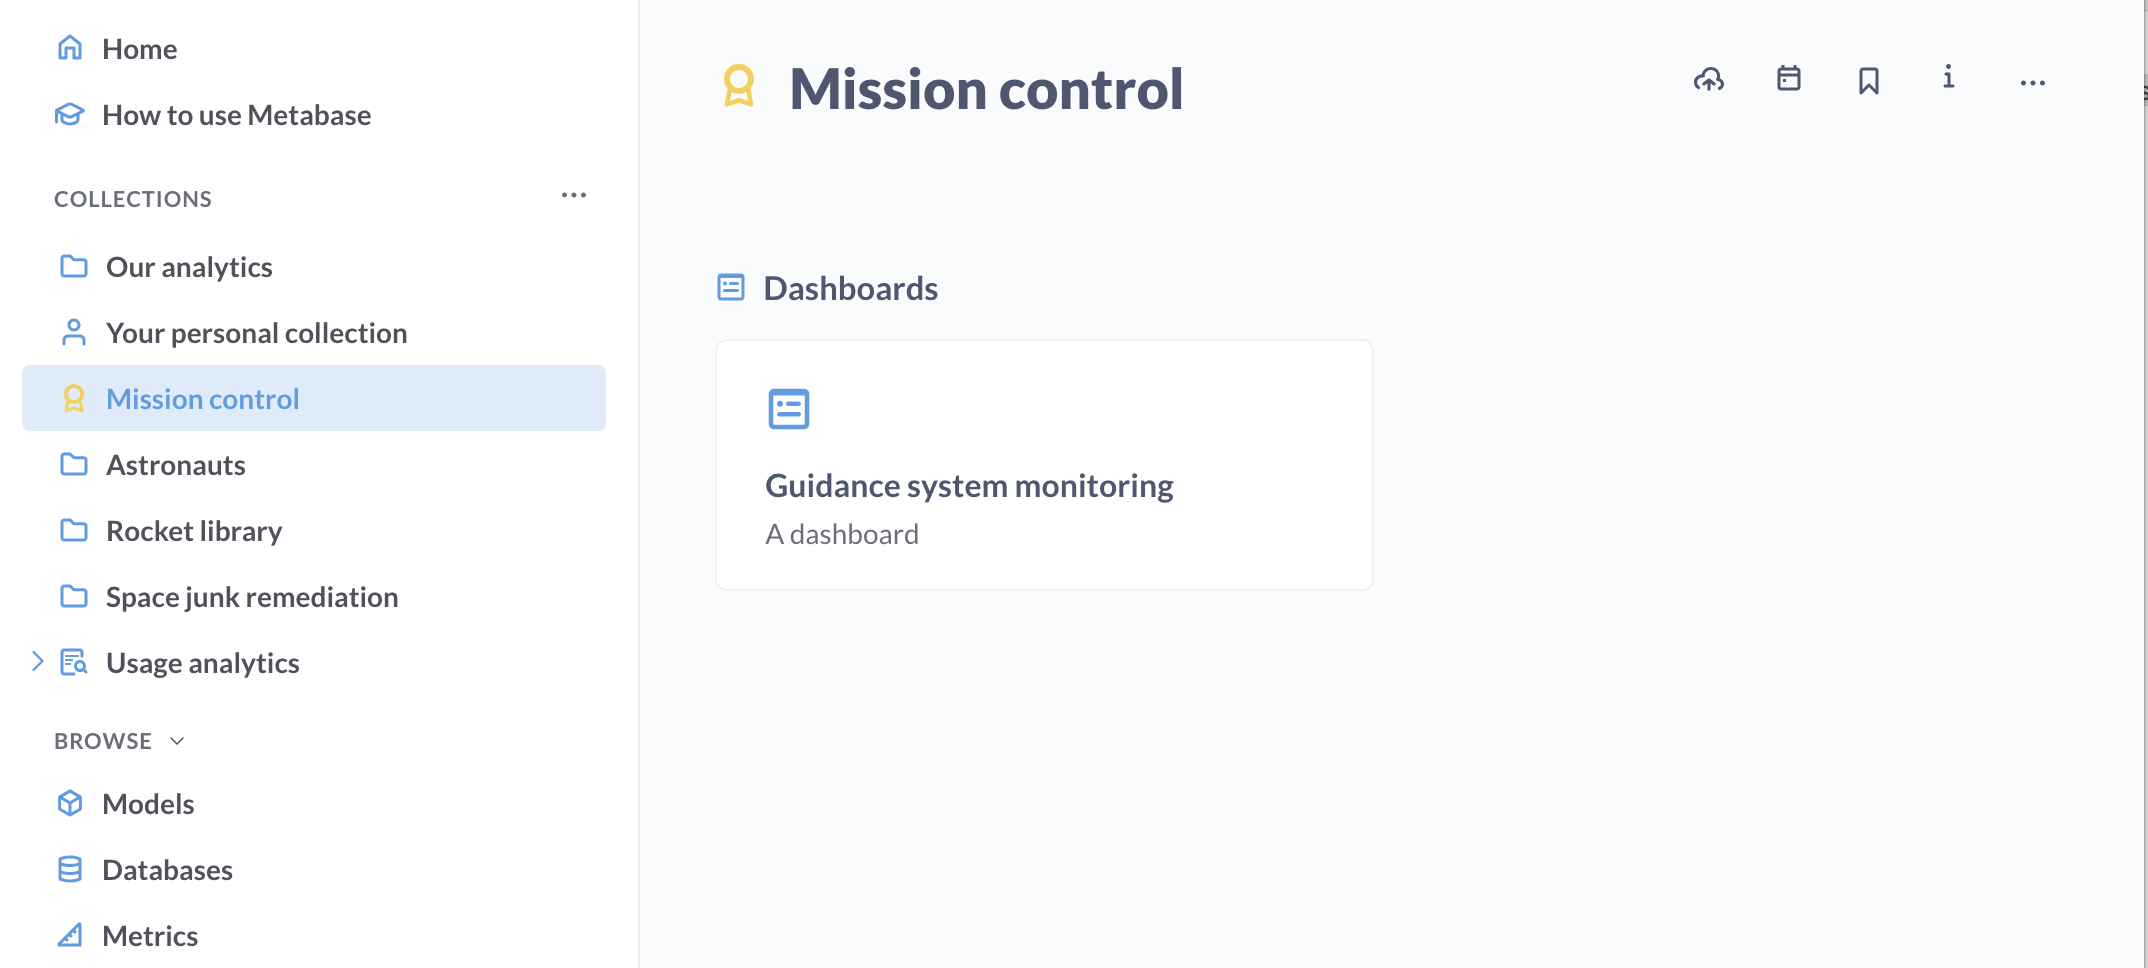 Home
How to use Metabase
COLLECTIONS
Our analytics
Your personal collection
Mission control
Astronauts
Rocket library
Space junk remediation
Usage analytics
BROWSE
Models
Databases
Metrics
Mission control
Dashboards
Guidance system monitoring
A dashboard